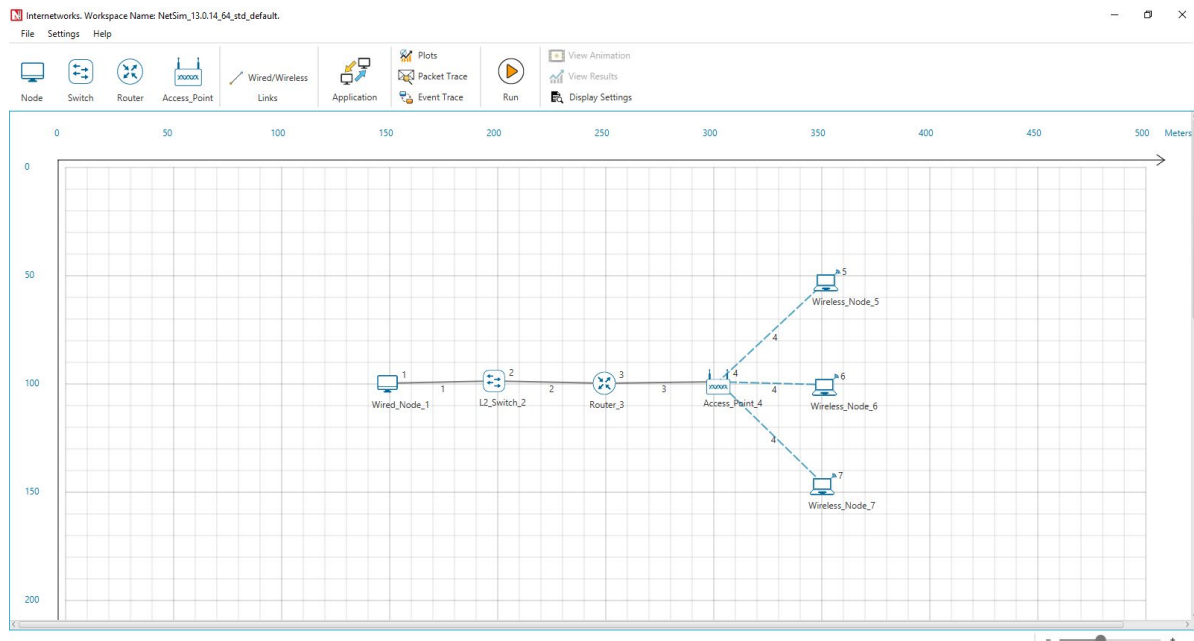 Internetworks. Workspace Name: NetSim_13.0.14_64_std_default.
File Settings Help
Node
Switch
Router
Access_Point
Wired/Wireless
Links
Application
Plots
Packet Trace
Event Trace
Run
View Animation
View Results
Display Settings
0 50 100 150 200 250 300 350 400 450 500 Meters
0
50
100
150
200
1
Wired_Node_1
1
2
L2_Switch_2
2
3
Router_3
3
4
Access_Point_4
4
5
Wireless_Node_5
4
6
Wireless_Node_6
4
7
Wireless_Node_7